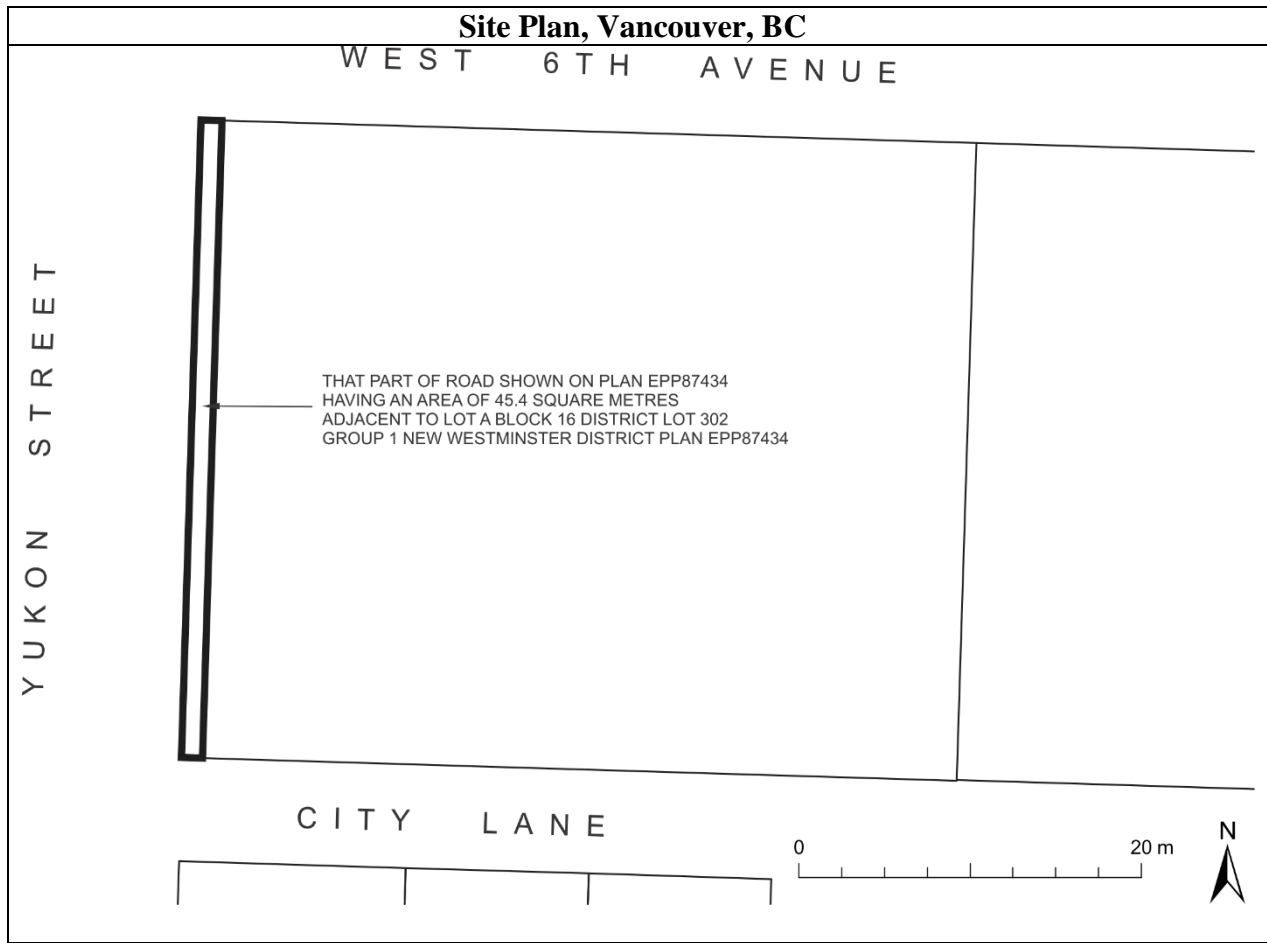 Site Plan, Vancouver, BC
WEST 6TH AVENUE
YUKON STREET
THAT PART OF ROAD SHOWN ON PLAN EPP87434
HAVING AN AREA OF 45.4 SQUARE METRES
ADJACENT TO LOT A BLOCK 16 DISTRICT LOT 302
GROUP 1 NEW WESTMINSTER DISTRICT PLAN EPP87434
CITY LANE
0 20 m
N